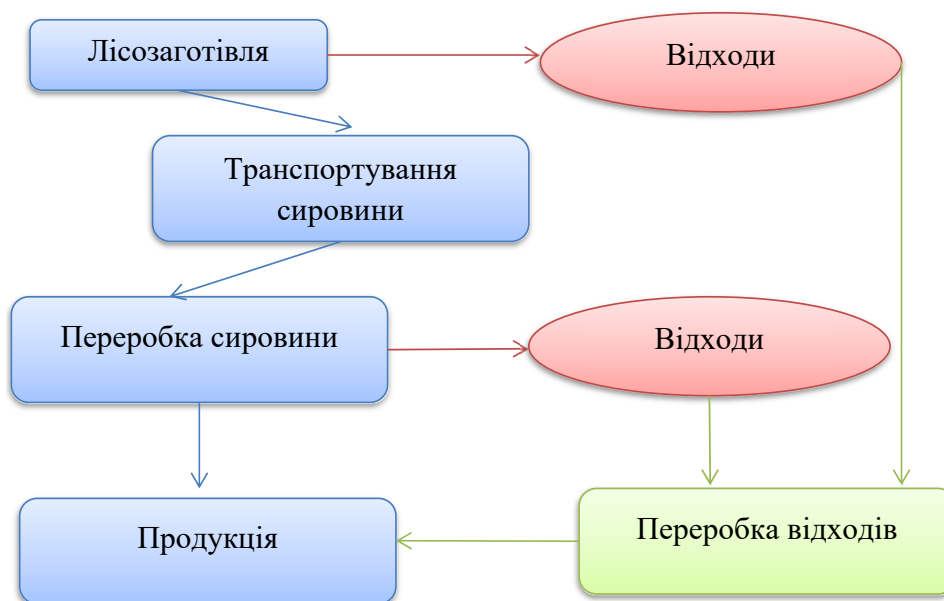 Лісозаготівля
Відходи
Транспортування
сировини
Переробка сировини
Відходи
Продукція
Переробка відходів